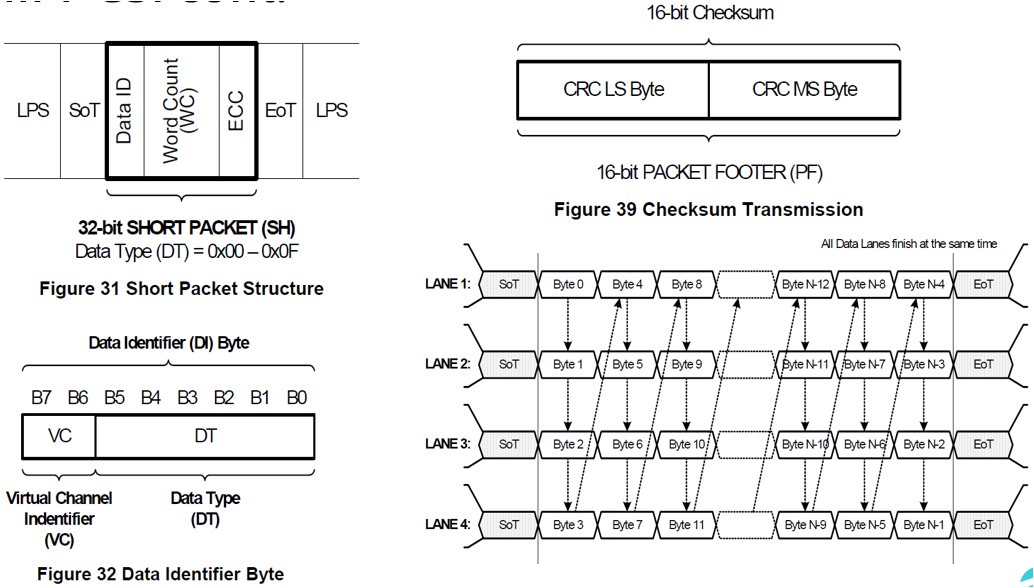 LPS
SoT
Data ID
Word Count
(WC)
ECC
EoT
LPS
32-bit SHORT PACKET (SH)
Data Type (DT) = 0x00 – 0x0F
Figure 31 Short Packet Structure
Data Identifier (DI) Byte
B7 B6 B5 B4 B3 B2 B1 B0
VC DT
Virtual Channel
Indentifier
(VC)
Data Type
(DT)
Figure 32 Data Identifier Byte
16-bit Checksum
CRC LS Byte CRC MS Byte
16-bit PACKET FOOTER (PF)
Figure 39 Checksum Transmission
All Data Lanes finish at the same time
LANE 1: SoT Byte 0 Byte 4 Byte 8 Byte N-12 Byte N-8 Byte N-4 EoT
LANE 2: SoT Byte 1 Byte 5 Byte 9 Byte N-11 Byte N-7 Byte N-3 EoT
LANE 3: SoT Byte 2 Byte 6 Byte 10 Byte N-10 Byte N-6 Byte N-2 EoT
LANE 4: SoT Byte 3 Byte 7 Byte 11 Byte N-9 Byte N-5 Byte N-1 EoT